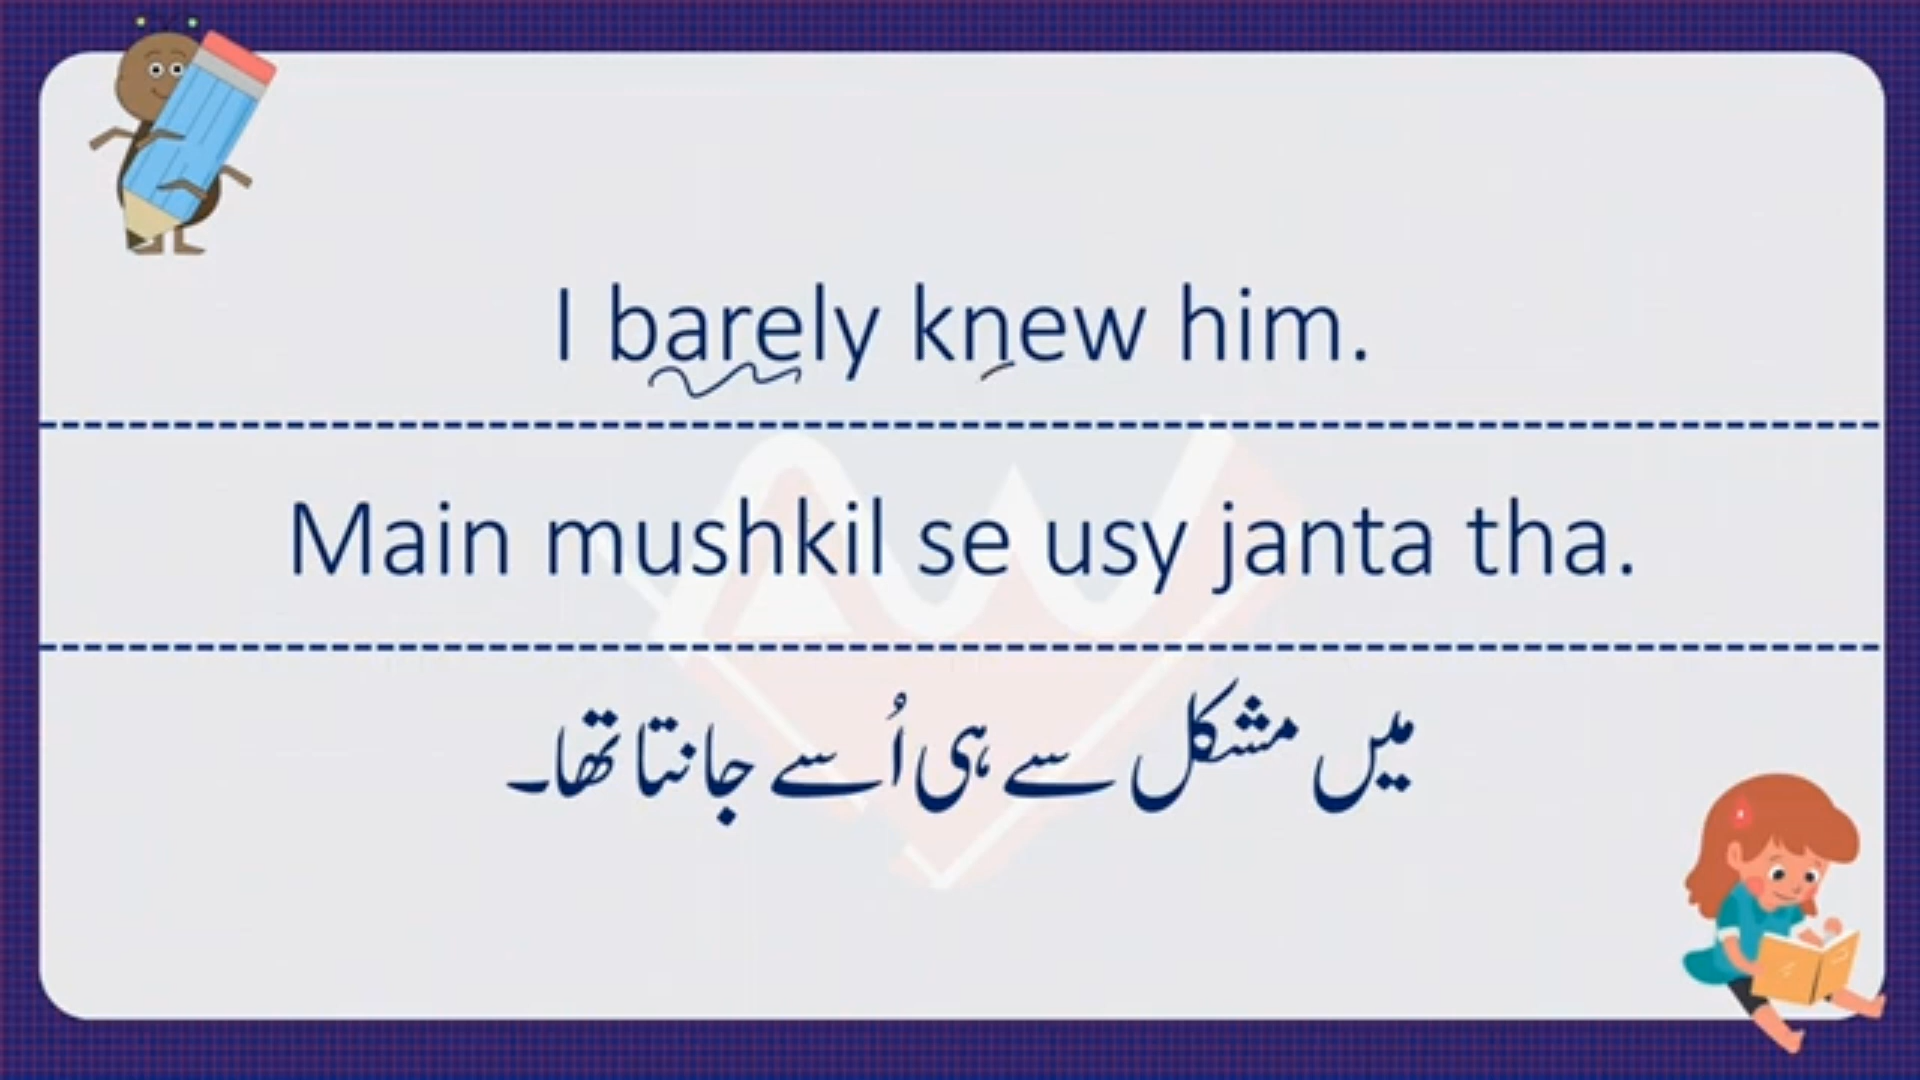 I barely knew him.
Main mushkil se usy janta tha.
میں مشکل سے ہی اُسے جانتا تھا۔